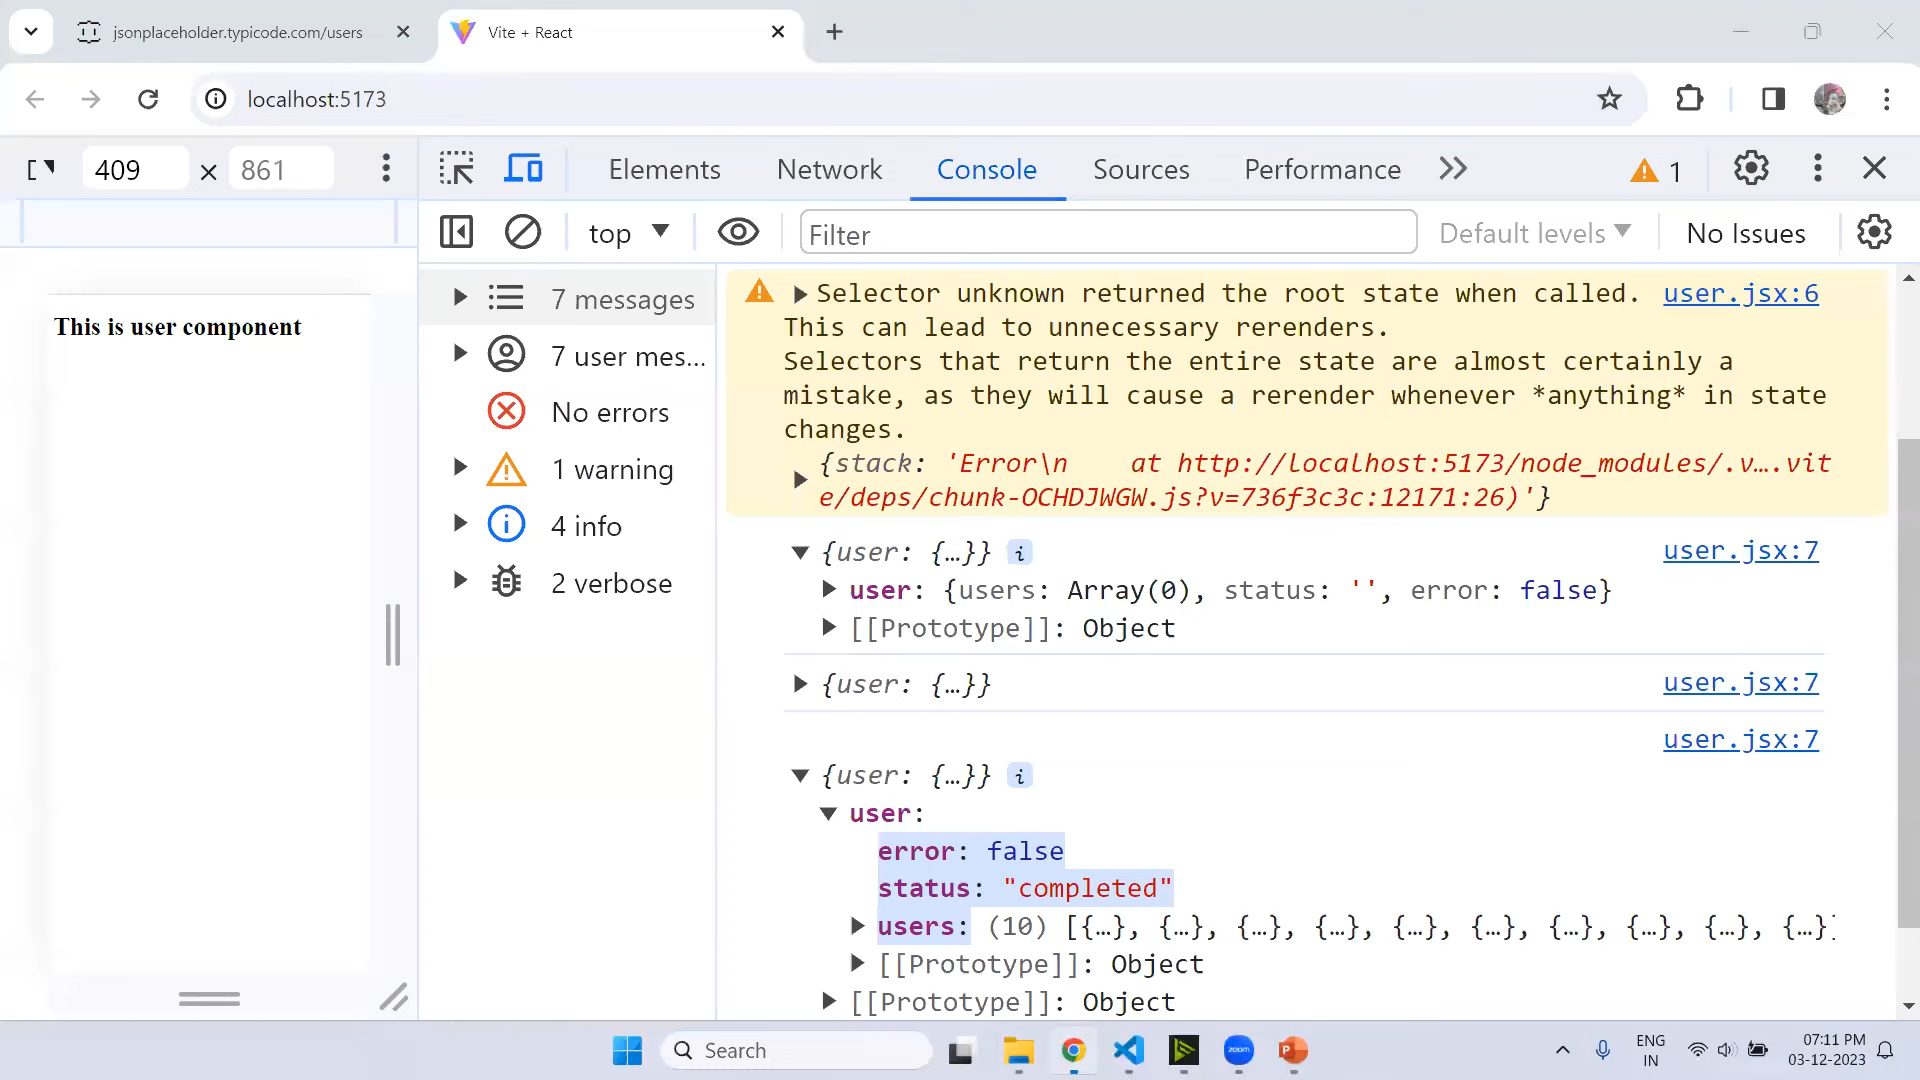 jsonplaceholder.typicode.com/users
Vite + React
localhost:5173
409 × 861
Elements
Network
Console
Sources
Performance
1
top
Filter
Default levels
No Issues
This is user component
7 messages
7 user mes...
No errors
1 warning
4 info
2 verbose
Selector unknown returned the root state when called. user.jsx:6
This can lead to unnecessary rerenders.
Selectors that return the entire state are almost certainly a
mistake, as they will cause a rerender whenever *anything* in state
changes.
{stack: 'Error\n    at http://localhost:5173/node_modules/.v….vit
e/deps/chunk-OCHDJWGW.js?v=736f3c3c:12171:26)'}
{user: {…}} i user.jsx:7
user: {users: Array(0), status: '', error: false}
[[Prototype]]: Object
{user: {…}} user.jsx:7
user.jsx:7
{user: {…}} i
user:
error: false
status: "completed"
users: (10) [{…}, {…}, {…}, {…}, {…}, {…}, {…}, {…}, {…}, {…}]
[[Prototype]]: Object
[[Prototype]]: Object
Search
zoom
P
ENG
IN
07:11 PM
03-12-2023